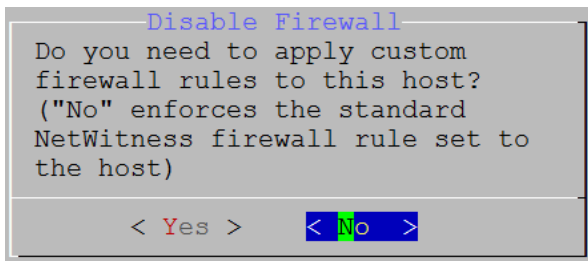 Disable Firewall
Do you need to apply custom
firewall rules to this host?
("No" enforces the standard
NetWitness firewall rule set to
the host)
< Yes > < No >